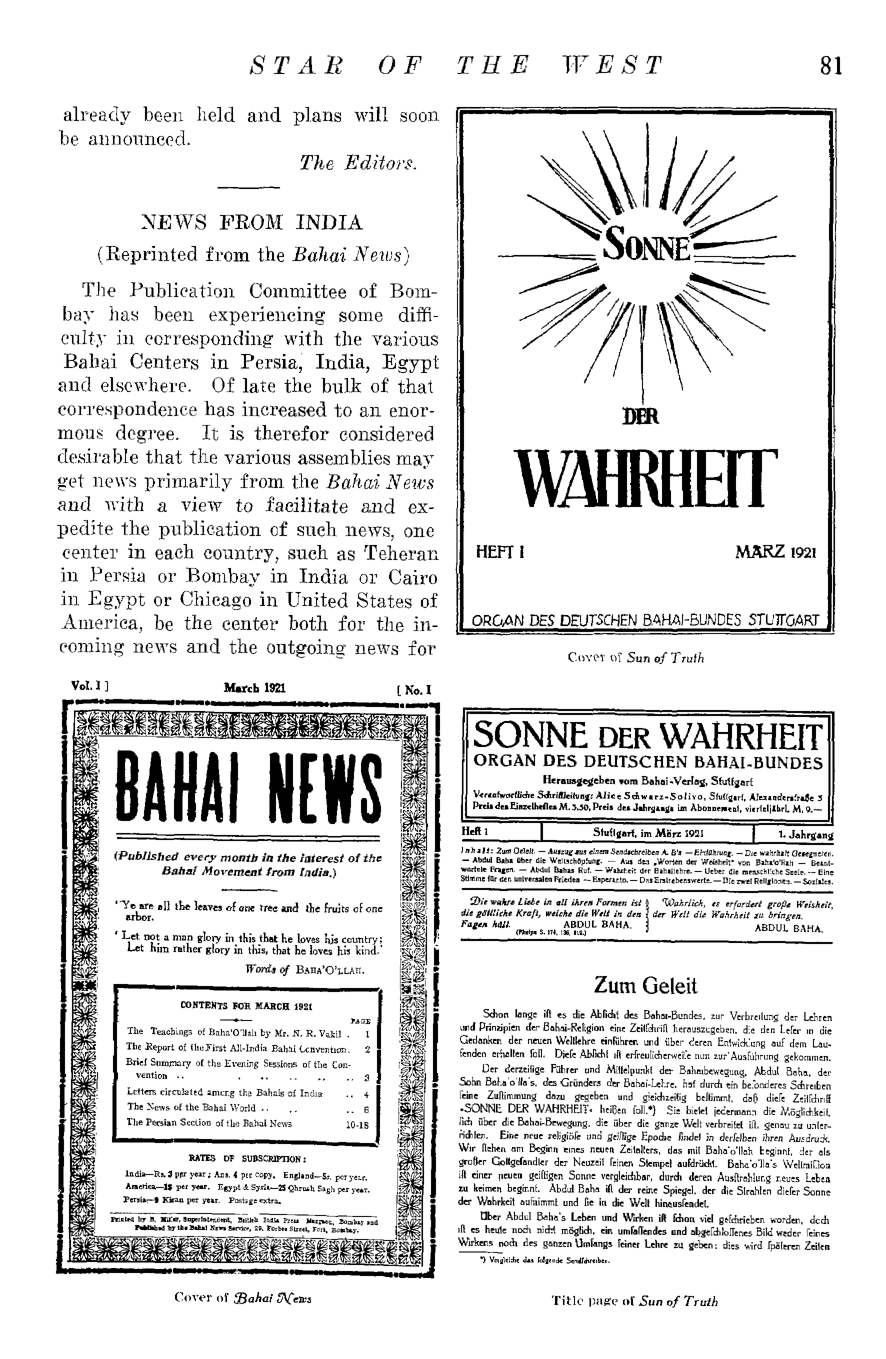 STAR OF THE WEST 81
already been held and plans will soon
be announced.
The Editors.
NEWS FROM INDIA
(Reprinted from the Bahai News)
The Publication Committee of Bom-
bay has been experiencing some diffi-
culty in corresponding with the various
Bahai Centers in Persia, India, Egypt
and elsewhere. Of late the bulk of that
correspondence has increased to an enor-
mous degree. It is therefor considered
desirable that the various assemblies may
get news primarily from the Bahai News
and with a view to facilitate and ex-
pedite the publication of such news, one
center in each country, such as Teheran
in Persia or Bombay in India or Cairo
in Egypt or Chicago in United States of
America, be the center both for the in-
coming news and the outgoing news for
SONNE
DER
WAHRHEIT
HEFT I MÄRZ 1921
ORGAN DES DEUTSCHEN BAHAI-BUNDES STUTTGART
Cover of Sun of Truth
Vol. I ] March 1921 [ No. I
BAHAI NEWS
(Published every month in the interest of the
Bahai Movement from India.)
"Ye are all the leaves of one tree and the fruits of one
arbor.
' Let not a man glory in this that he loves his country;
Let him rather glory in this, that he loves his kind.'
Words of BAHA'O'LLAH.
CONTENTS FOR MARCH 1921
PAGE
The Teachings of Baha'O'llah by Mr. N. R. Vakil . 1
The Report of the First All-India Bahai Convention . 2
Brief Summary of the Evening Sessions of the Con-
vention .. . .. .. .. .. 3
Letters circulated among the Bahais of India .. 4
The News of the Bahai World .. .. .. 6
The Persian Section of the Bahai News 10-18
RATES OF SUBSCRIPTION:
India—Rs. 3 per year; Ans. 4 per copy. England—5s. per year.
America—1$ per year. Egypt & Syria—25 Qhrush Sagh per year.
Persia—9 Kiran per year. Postage extra.
Printed by B. Miller, Superintendent, British India Press Mazgaon, Bombay and
Published by the Bahai News Service, 29, Forbes Street, Fort, Bombay.
Cover of Bahai News
SONNE DER WAHRHEIT
ORGAN DES DEUTSCHEN BAHAI-BUNDES
Herausgegeben vom Bahai-Verlag, Stuttgart
Verantwortliche Schriftleitung: Alice Schwarz-Solivo, Stuttgart, Alexanderstraße 3
Preis des Einzelheftes M. 3.50, Preis des Jahrgangs im Abonnement, vierteljährl. M. 9.—
Heft 1 Stuttgart, im März 1921 1. Jahrgang
Inhalt: Zum Geleit. — Auszug aus einem Sendschreiben A. B's — Einführung. — Die wahrhaft Gesegneten.
— Abdul Baha über die Weltschöpfung. — Aus den „Worten der Weisheit" von Baha'o'llah — Beant-
wortete Fragen. — Abdul Bahas Ruf. — Wahrheit der Bahailehre. — Ueber die menschliche Seele. — Eine
Stimme für den universalen Frieden — Esperanto. — Das Erstrebenswerte. — Die zwei Religionen. — Soziales.
Die wahre Liebe in all ihren Formen ist
die göttliche Kraft, welche die Welt in den
Fugen hält. ABDUL BAHA.
(Phelps S. 174, 136, 119.)
Wahrlich, es erfordert große Weisheit,
der Welt die Wahrheit zu bringen.
ABDUL BAHA.
Zum Geleit
Schon lange ist es die Absicht des Bahai-Bundes, zur Verbreitung der Lehren
und Prinzipien der Bahai-Religion eine Zeitschrift herauszugeben, die den Leser in die
Gedanken der neuen Weltlehre einführen und über deren Entwicklung auf dem Lau-
fenden erhalten soll. Diese Absicht ist erfreulicherweise nun zur Ausführung gekommen.
Der derzeitige Führer und Mittelpunkt der Bahaibewegung, Abdul Baha, der
Sohn Baha'o'lla's, des Gründers der Bahai-Lehre, hat durch ein besonderes Schreiben
seine Zustimmung dazu gegeben und gleichzeitig bestimmt, daß diese Zeitschrift
»SONNE DER WAHRHEIT« heißen soll.*) Sie bietet jedermann die Möglichkeit,
sich über die Bahai-Bewegung, die über die ganze Welt verbreitet ist, genau zu unter-
richten. Eine neue religiöse und geistige Epoche findet in derselben ihren Ausdruck.
Wir stehen am Beginn eines neuen Zeitalters, das mit Baha'o'llah beginnt, der als
großer Gottgesandter der Neuzeit seinen Stempel aufdrückt. Baha'o'lla's Weltmission
ist einer neuen geistigen Sonne vergleichbar, durch deren Ausstrahlung neues Leben
zu keimen beginnt. Abdul Baha ist der reine Spiegel, der die Strahlen dieser Sonne
der Wahrheit aufnimmt und sie in die Welt hinausfendet.
Über Abdul Baha's Leben und Wirken ist schon viel geschrieben worden, doch
ist es heute noch nicht möglich, ein umfassendes und abgeschlossenes Bild weder seines
Wirkens noch des ganzen Umfangs seiner Lehre zu geben; dies wird späteren Zeiten
*) Vergleiche das folgende Sendschreiben.
Title page of Sun of Truth